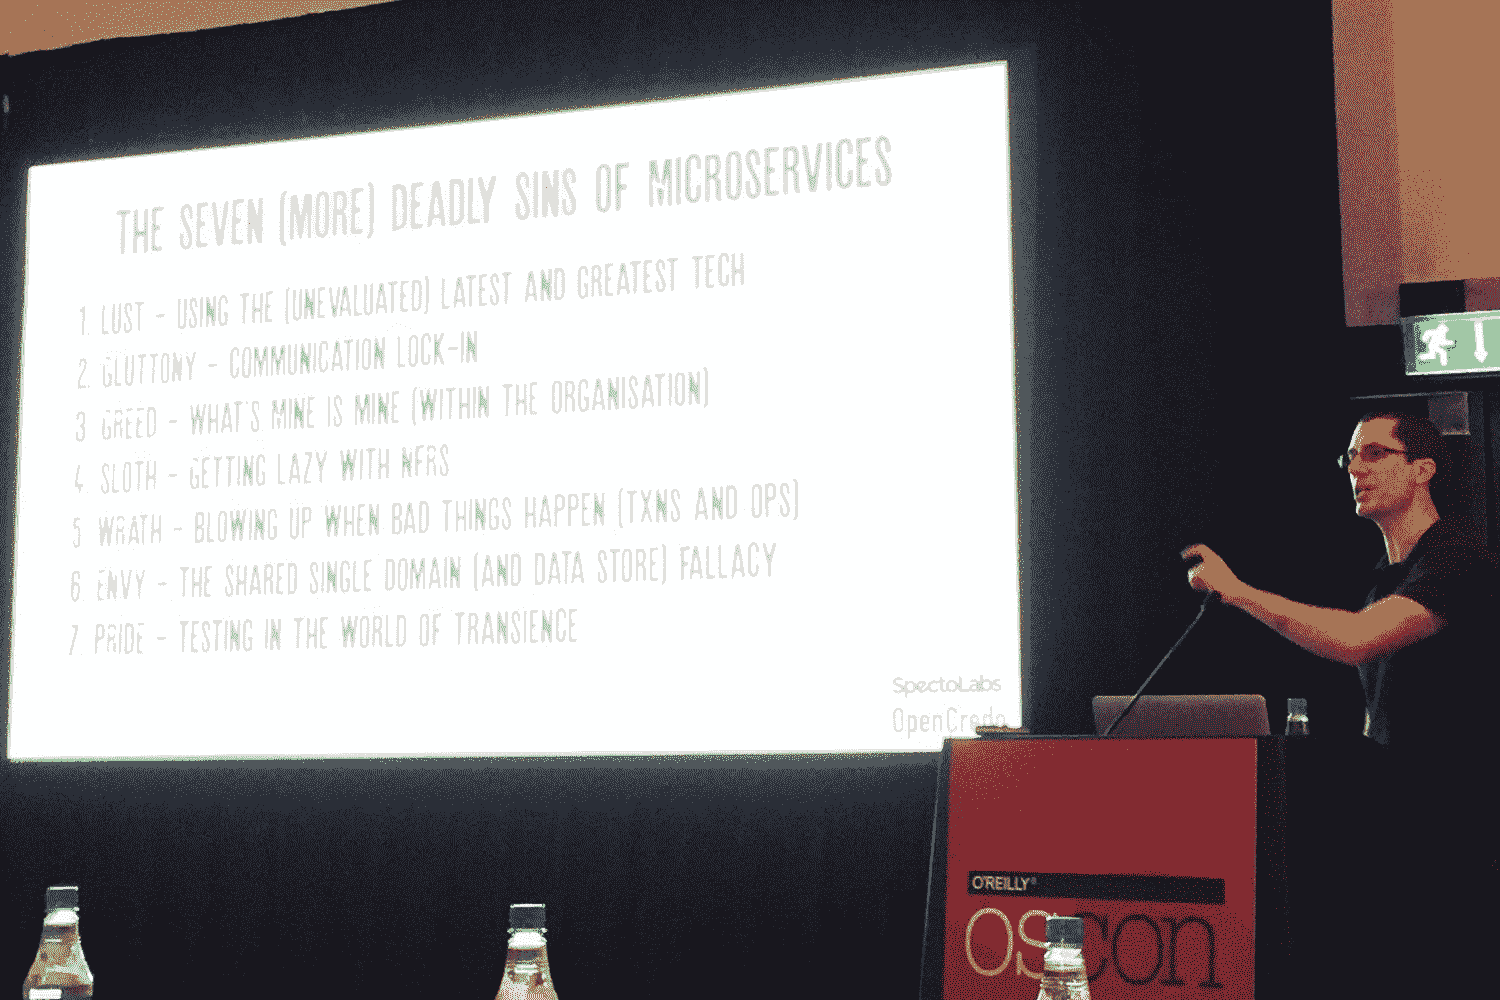 THE SEVEN (MORE) DEADLY SINS OF MICROSERVICES
1. LUST - USING THE (UNEVALUATED) LATEST AND GREATEST TECH
2. GLUTTONY - COMMUNICATION LOCK-IN
3 GREED - WHAT'S MINE IS MINE (WITHIN THE ORGANISATION)
4 SLOTH - GETTING LAZY WITH NFRS
5 WRATH - BLOWING UP WHEN BAD THINGS HAPPEN (TXNS AND OPS)
6. ENVY - THE SHARED SINGLE DOMAIN (AND DATA STORE) FALLACY
7 PRIDE - TESTING IN THE WORLD OF TRANSIENCE
SpectoLabs
OpenCredo
O'REILLY®
OSCON